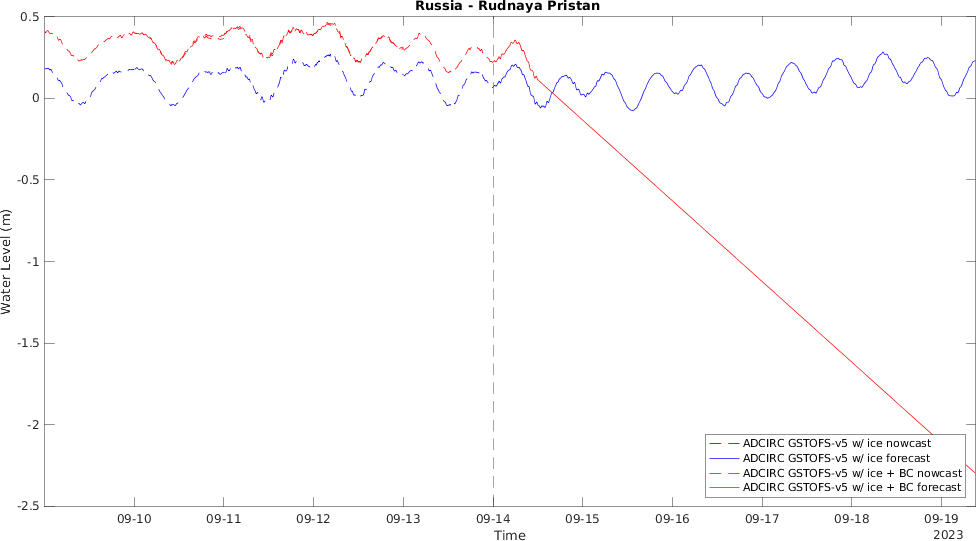 Russia - Rudnaya Pristan
0.5
0
-0.5
-1
-1.5
-2
-2.5
Water Level (m)
ADCIRC GSTOFS-v5 w/ ice nowcast
ADCIRC GSTOFS-v5 w/ ice forecast
ADCIRC GSTOFS-v5 w/ ice + BC nowcast
ADCIRC GSTOFS-v5 w/ ice + BC forecast
09-10 09-11 09-12 09-13 09-14 09-15 09-16 09-17 09-18 09-19
2023
Time